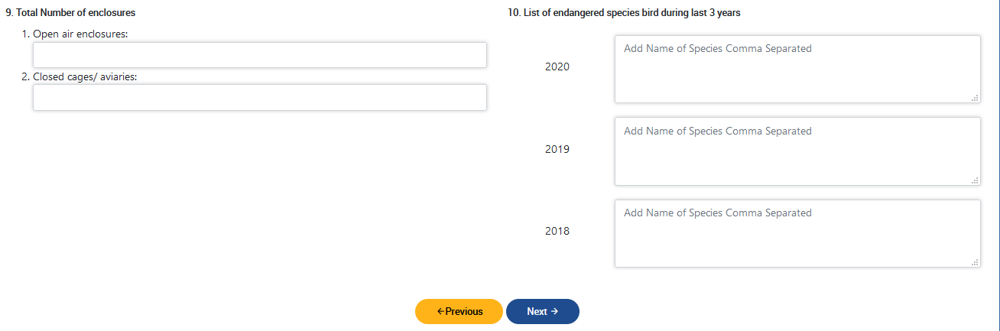 9. Total Number of enclosures
1. Open air enclosures:
2. Closed cages/ aviaries:
10. List of endangered species bird during last 3 years
2020
Add Name of Species Comma Separated
2019
Add Name of Species Comma Separated
2018
Add Name of Species Comma Separated
←Previous
Next →